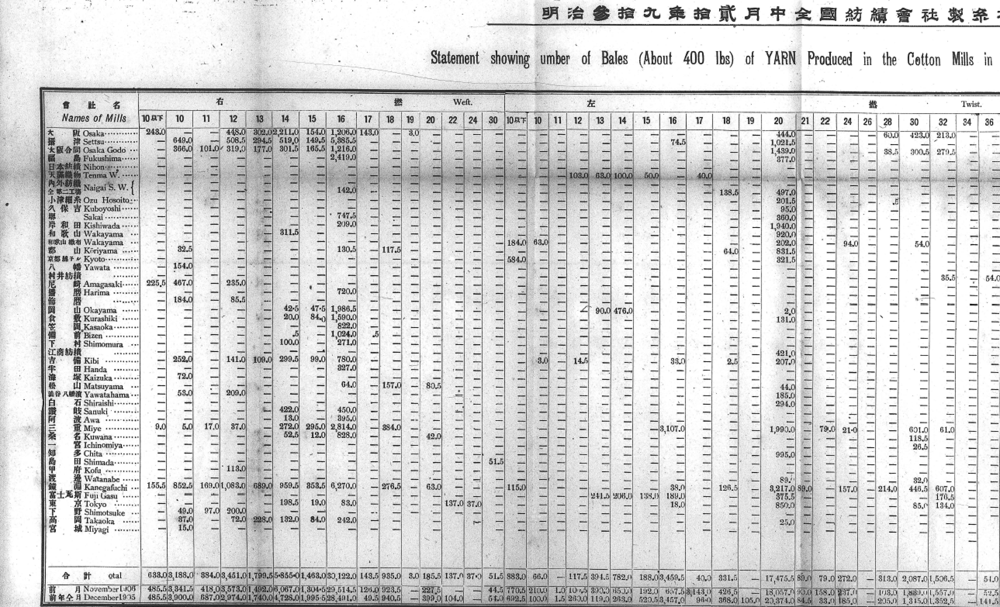 明治參拾九年拾貳月中全國紡績會社製糸
Statement showing umber of Bales (About 400 lbs) of YARN Produced in the Cotton Mills in
會社名 右撚 Weft. 左撚 Twist.
Names of Mills 10以下 10 11 12 13 14 15 16 17 18 19 20 22 24 30 10以下 10 11 12 13 14 15 16 17 18 19 20 21 22 24 26 28 30 32 34 36
大阪 Osaka 243.0 — — 448.0 302.0 2,211.0 154.0 1,206.0 143.0 — 3.0 — — — — — — — — — — — — — — — 444.0 — — — — 60.0 423.0 213.0 — —
攝津 Settsu — 649.0 — 508.5 294.5 519.0 149.5 5,385.5 — — — — — — — — — — — — — — 74.5 — — — 1,021.5 — — — — — — — — —
大阪合同 Osaka Godo — 366.0 101.0 319.0 177.0 301.5 165.5 1,216.0 — — — — — — — — — — — — — — — — — — 1,439.0 — — — — 38.5 300.5 279.5 — —
福島 Fukushima — — — — — — — 2,419.0 — — — — — — — — — — — — — — — — — — 377.0 — — — — — — — — —
日本紡績 Nihon — — — — — — — — — — — — — — — — — — — — — — — — — — — — — — — — — — — —
天滿織物 Tenma W. — — — — — — — — — — — — — — — — — — 103.0 63.0 100.0 50.0 — 40.0 — — — — — — — — — — — —
內外紡織 Naigai S. W. { — — — — — — — — — — — — — — — — — — — — — — — — — — — — — — — — — — — —
仝第二工場 — — — — — — — 142.0 — — — — — — — — — — — — — — — — 138.5 — 497.0 — — — — — — — — —
小津細糸 Ozu Hosoito — — — — — — — — — — — — — — — — — — — — — — — — — — 201.5 — — — — .5 — — — —
久保吉 Kuboyoshi — — — — — — — — — — — — — — — — — — — — — — — — — — 95.0 — — — — — — — — —
堺 Sakai — — — — — — — 747.5 — — — — — — — — — — — — — — — — — — 360.0 — — — — — — — — —
岸和田 Kishiwada — — — — — — — 209.0 — — — — — — — — — — — — — — — — — — 1,940.0 — — — — — — — — —
和歌山 Wakayama — — — — — 311.5 — — — — — — — — — — — — — — — — — — — — 920.0 — — — — — — — — —
和歌山織布 Wakayama — — — — — — — — — — — — — — — 184.0 63.0 — — — — — — — — — 202.0 — — 94.0 — — 54.0 — — —
郡山 Kōriyama — 32.5 — — — — — 130.5 — 117.5 — — — — — — — — — — — — — — 64.0 — 831.5 — — — — — — — — —
京都綿子ル Kyoto — — — — — — — — — — — — — — — 584.0 — — — — — — — — — — 321.5 — — — — — — — — —
八幡 Yawata — 154.0 — — — — — — — — — — — — — — — — — — — — — — — — — — — — — — — — — —
村井紡績 — — — — — — — — — — — — — — — — — — — — — — — — — — — — — — — — — 35.5 — 54.0
尼崎 Amagasaki 225.5 467.0 — 235.0 — — — — — — — — — — — — — — — — — — — — — — — — — — — — — — — —
播磨 Harima — — — — — — — 720.0 — — — — — — — — — — — — — — — — — — — — — — — — — — — —
磨 — 184.0 — 85.5 — — — — — — — — — — — — — — — — — — — — — — — — — — — — — — — —
岡山 Okayama — — — — — 42.5 47.5 1,986.5 — — — — — — — — — — — 90.0 476.0 — — — — — 2.0 — — — — — — — — —
倉敷 Kurashiki — — — — — 20.0 84.0 1,590.0 — — — — — — — — — — — — — — — — — — 131.0 — — — — — — — — —
笠岡 Kasaoka — — — — — — — 822.0 — — — — — — — — — — — — — — — — — — — — — — — — — — — —
備前 Bizen — — — — — .5 — 1,024.0 .5 — — — — — — — — — — — — — — — — — — — — — — — — — — —
下村 Shimomura — — — — — 100.0 — 271.0 — — — — — — — — — — — — — — — — — — — — — — — — — — — —
江商紡績 — — — — — — — — — — — — — — — — — — — — — — — — — — 421.0 — — — — — — — — —
吉備 Kibi — 252.0 — 141.0 109.0 299.5 99.0 780.0 — — — — — — — — 3.0 — 14.5 — — — 33.0 — 2.5 — 207.0 — — — — — — — — —
半田 Handa — — — — — — — 327.0 — — — — — — — — — — — — — — — — — — — — — — — — — — — —
海塚 Kaizuka — 72.0 — — — — — — — — — — — — — — — — — — — — — — — — — — — — — — — — — —
松山 Matsuyama — — — — — — — 64.0 — 157.0 — 80.5 — — — — — — — — — — — — — — 44.0 — — — — — — — — —
澁谷八幡濱 Yawatahama — 53.0 — 209.0 — — — — — — — — — — — — — — — — — — — — — — 185.0 — — — — — — — — —
白石 Shiraishi — — — — — — — — — — — — — — — — — — — — — — — — — — 294.0 — — — — — — — — —
讚岐 Sanuki — — — — — 422.0 — 450.0 — — — — — — — — — — — — — — — — — — — — — — — — — — — —
阿波 Awa — — — — — 13.0 — 395.0 — — — — — — — — — — — — — — — — — — — — — — — — — — — —
三重 Miye 9.0 5.0 17.0 37.0 — 272.0 295.0 2,814.0 — 384.0 — — — — — — — — — — — — 3,107.0 — — — 1,990.0 — 79.0 21.0 — — 601.0 61.0 — —
桑名 Kuwana — — — — — 52.5 12.0 828.0 — — — 42.0 — — — — — — — — — — — — — — — — — — — — 118.5 — — —
一宮 Ichinomiya — — — — — — — — — — — — — — — — — — — — — — — — — — — — — — — — 26.5 — — —
知多 Chita — — — — — — — — — — — — — — — — — — — — — — — — — — 995.0 — — — — — — — — —
島田 Shimada — — — — — — — — — — — — — — 51.5 — — — — — — — — — — — — — — — — — — — — —
甲府 Kofu — — — 113.0 — — — — — — — — — — — — — — — — — — — — — — — — — — — — — — — —
渡邊 Watanabe — — — — — — — — — — — — — — — — — — — — — — — — — — 89. — — — — — 32.0 — — —
鐘淵 Kanegafuchi 155.5 852.5 169.0 1,083.0 689.0 959.5 353.5 6,270.0 — 276.5 — 63.0 — — — 115.0 — — — — — — 38.0 — 126.5 — 3,217.0 89.0 — 157.0 — 214.0 446.5 607.0 — —
富士瓦斯 Fuji Gasu — — — — — — — — — — — — — — — — — — — 241.5 206.0 138.0 189.0 — — — 375.5 — — — — — — 176.5 — —
東京 Tokyo — — — — — 198.5 19.0 83.0 — — — — 137.0 37.0 — — — — — — — — 18.0 — — — 850.0 — — — — — 85.0 134.0 — —
下野 Shimotsuke — 49.0 97.0 200.0 — — — — — — — — — — — — — — — — — — — — — — — — — — — — — — — —
高岡 Takaoka — 37.0 — 72.0 228.0 132.0 84.0 242.0 — — — — — — — — — — — — — — — — — — 25.0 — — — — — — — — —
宮城 Miyagi — 15.0 — — — — — — — — — — — — — — — — — — — — — — — — — — — — — — — — — —
合計 otal 633.0 3,188.0 384.0 3,451.0 1,799.5 5,855.0 1,463.0 30,122.0 143.5 935.0 3.0 185.5 137.0 37.0 51.5 883.0 66.0 — 117.5 394.5 782.0 188.0 3,459.5 40.0 331.5 — 17,475.5 89.0 79.0 272.0 — 313.0 2,087.0 1,506.5 — 54.0
前月 November 1906 485.5 3,341.5 418.0 3,573.0 1,492.0 6,067.0 1,304.5 29,514.5 126.0 923.5 — 227.5 — — 44.5 770.5 210.0 1.0 390.0 650.0 192.0 657.5 3,143.0 426.5 — 18,057.0 90.0 158.0 237.0 — 103.0 1,839.0 1,557.0 — 52.5
前年仝月 December 1905 485.5 3,900.0 687.0 2,974.0 1,740.0 4,728.0 1,995.5 28,491.0 49.5 940.5 — 399.0 104.0 — 54.0 692.5 100.0 1.5 260.0 119.0 263.0 520.5 3,457.0 96.0 368.0 105.0 20,374.0 84.5 33.0 185.0 — 205.0 1,345.0 1,352.5 — 141.5